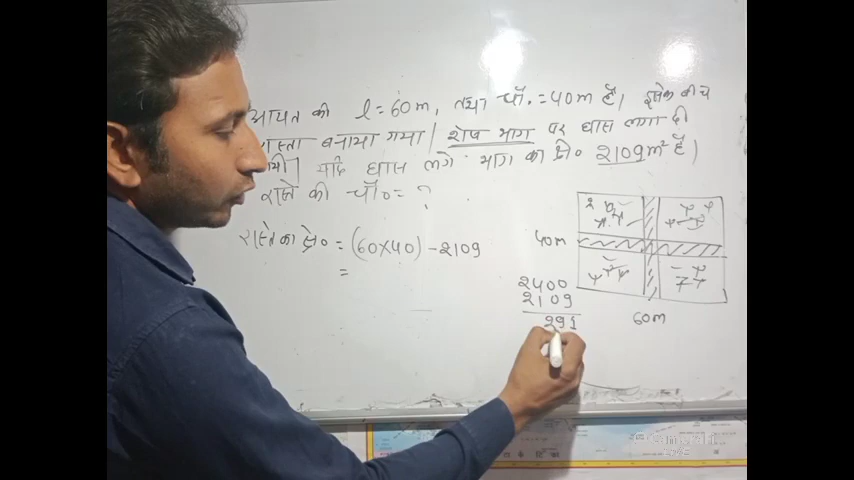 आयत की l = 60m, तथा चौ. = 40m है। इसके बीच
रास्ता बनाया गया। शेष भाग पर घास लगा दी
गयी। यदि घास लगे भाग का क्षे० 2109m² है।
रास्ते की चौ० = ?
रास्ते का क्षे० = (60×40) - 2109
=
40m
2400
2109
291
60m